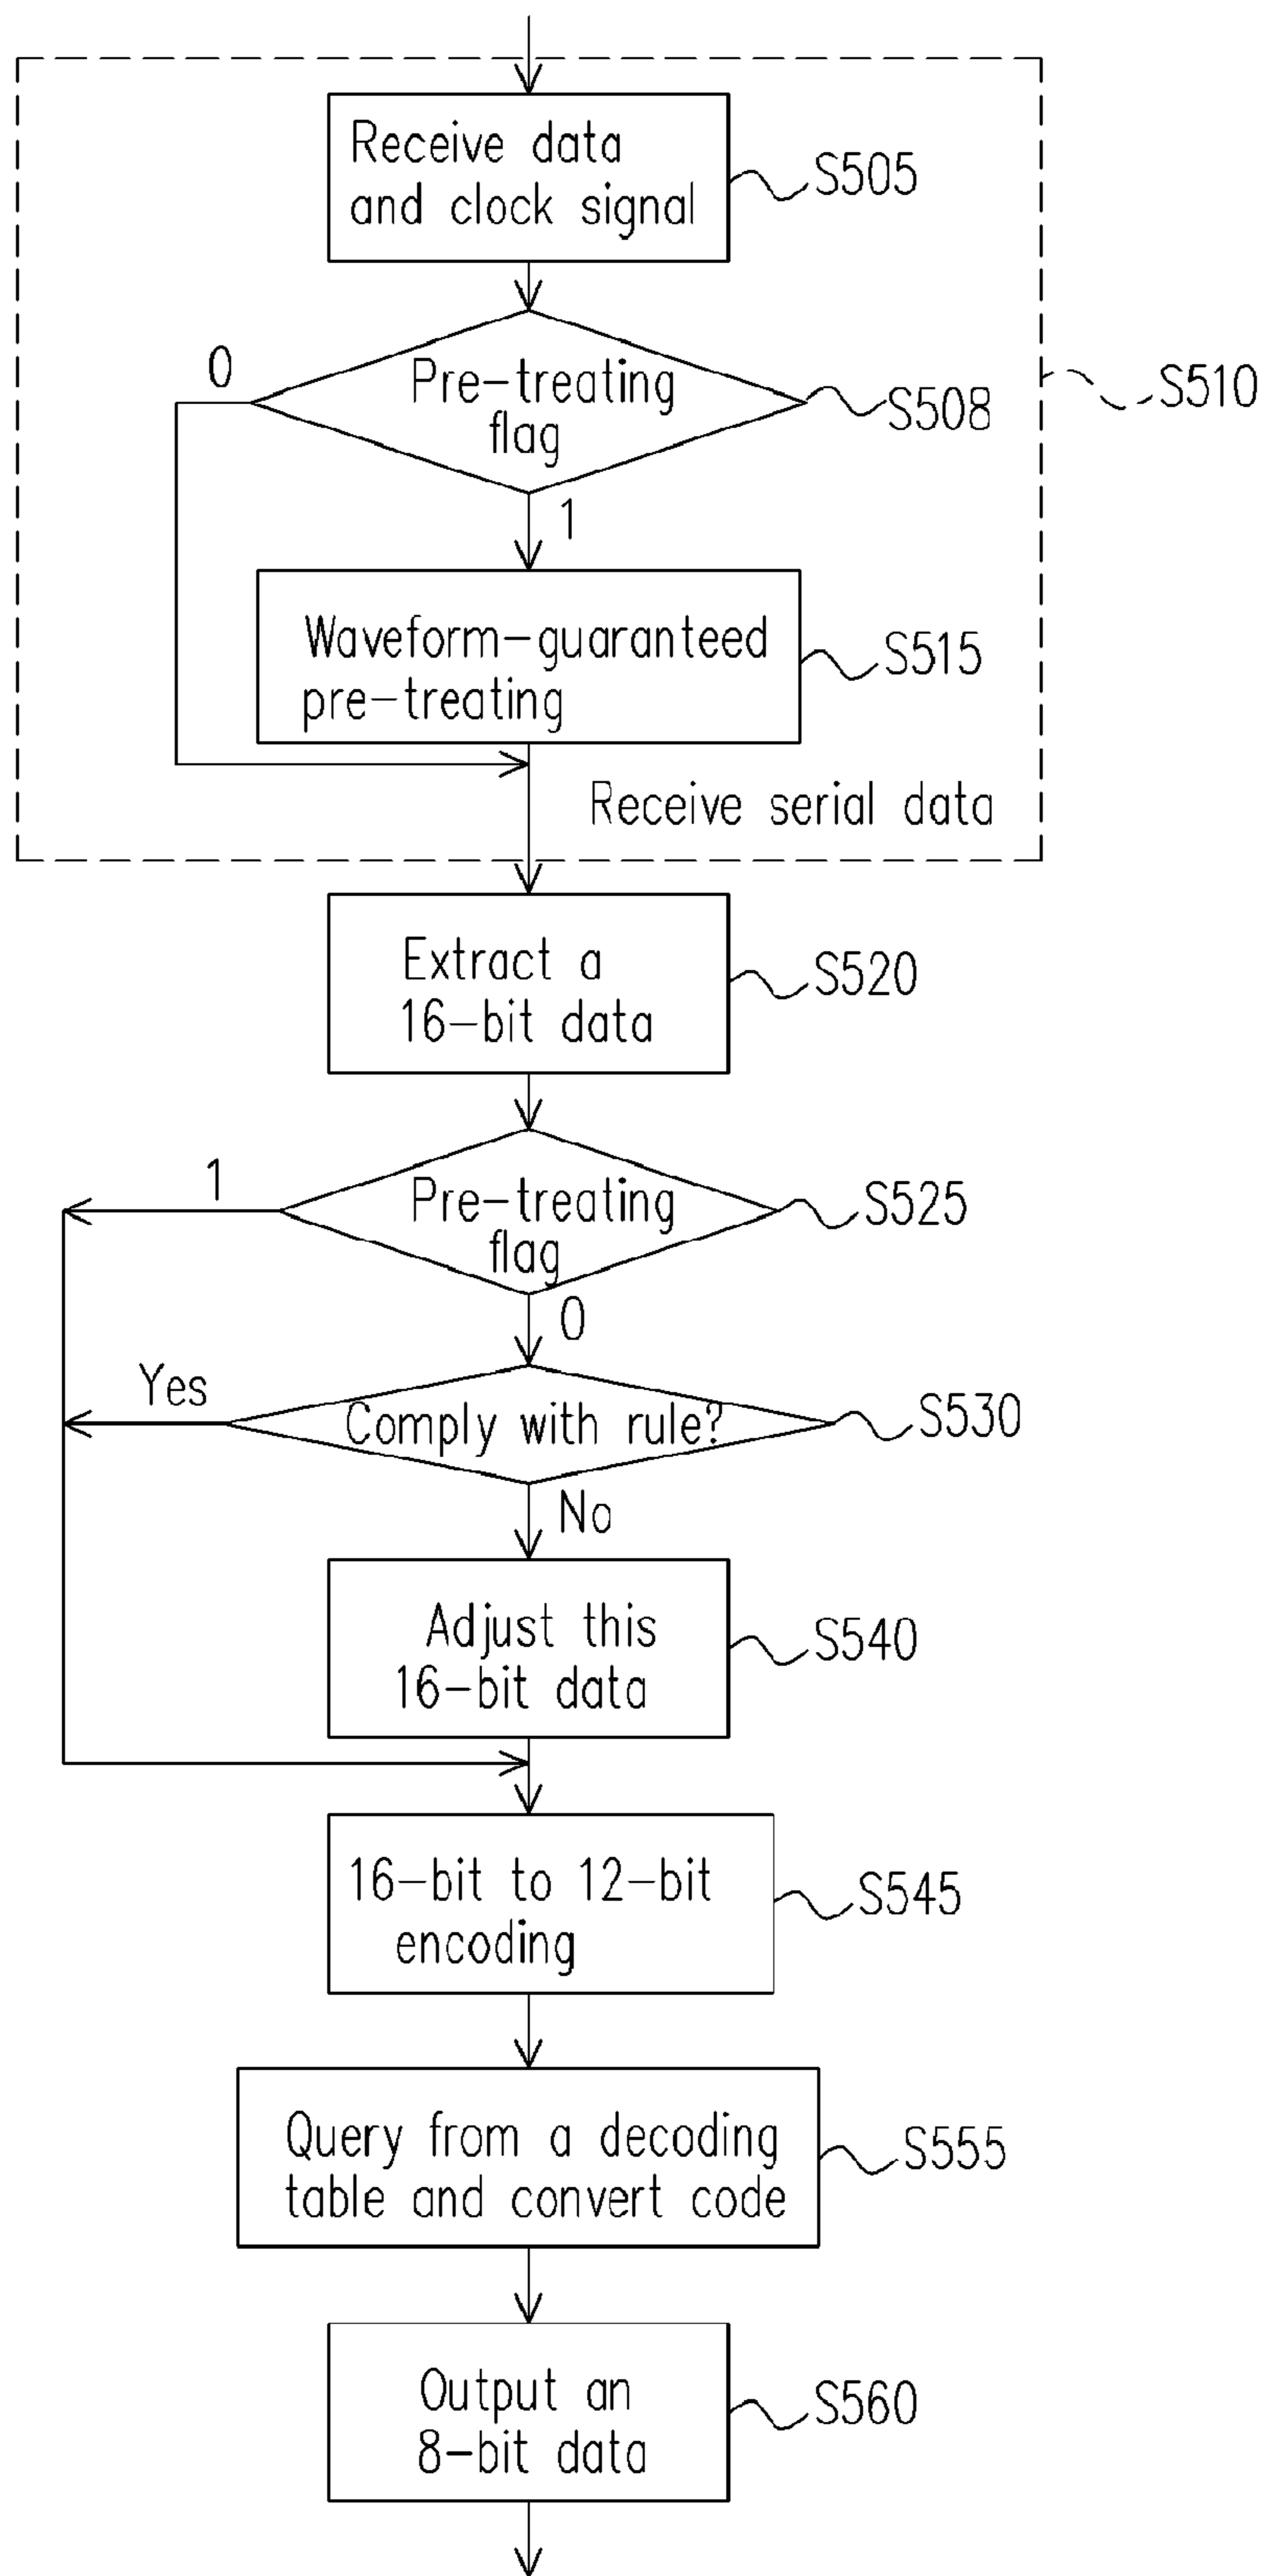 Receive data
and clock signal
S505
0
Pre-treating
flag
S508
S510
1
Waveform-guaranteed
pre-treating
S515
Receive serial data
Extract a
16-bit data
S520
1
Pre-treating
flag
S525
0
Yes
Comply with rule?
S530
No
Adjust this
16-bit data
S540
16-bit to 12-bit
encoding
S545
Query from a decoding
table and convert code
S555
Output an
8-bit data
S560